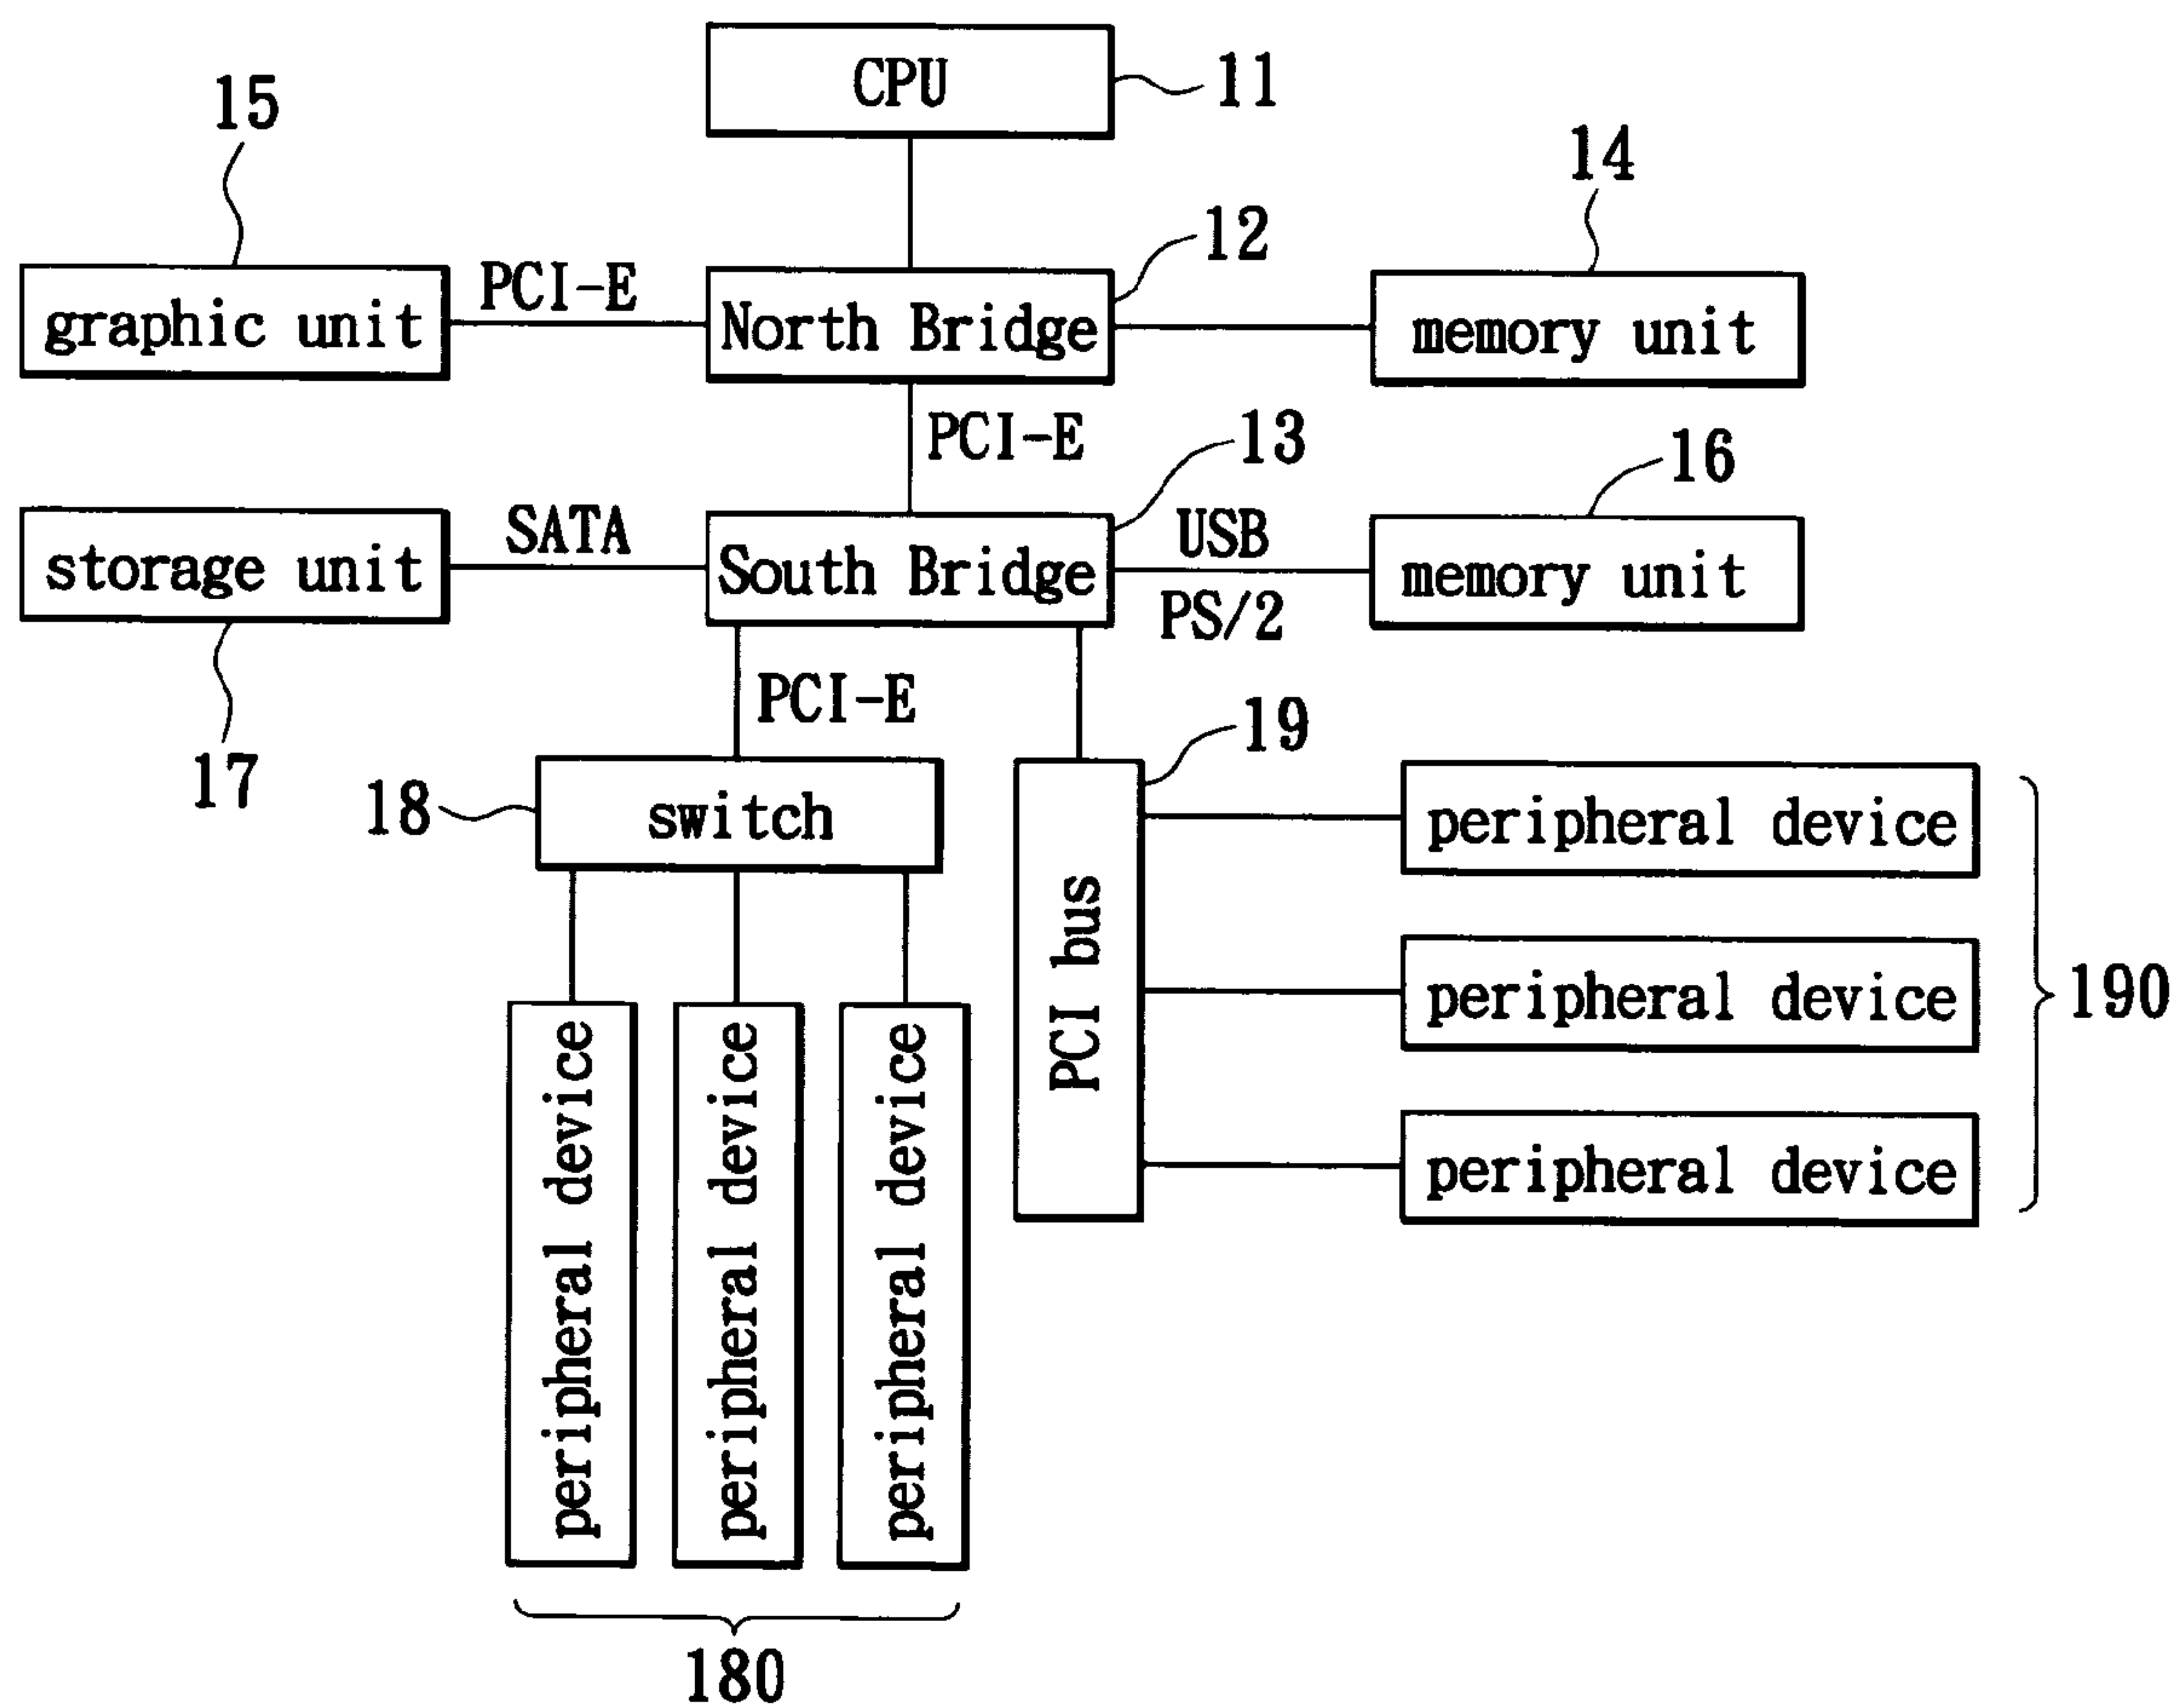 CPU
11
15
14
12
graphic unit
PCI-E
North Bridge
memory unit
PCI-E
13
16
storage unit
SATA
South Bridge
USB
PS/2
memory unit
17
PCI-E
19
18
switch
PCI bus
peripheral device
peripheral device
peripheral device
190
peripheral device
peripheral device
peripheral device
180